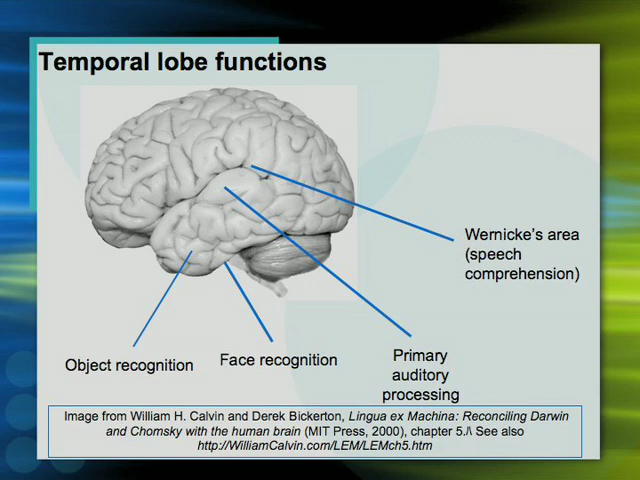 Temporal lobe functions
Wernicke's area
(speech
comprehension)
Object recognition
Face recognition
Primary
auditory
processing
Image from William H. Calvin and Derek Bickerton, Lingua ex Machina: Reconciling Darwin
and Chomsky with the human brain (MIT Press, 2000), chapter 5./\ See also
http://WilliamCalvin.com/LEM/LEMch5.htm